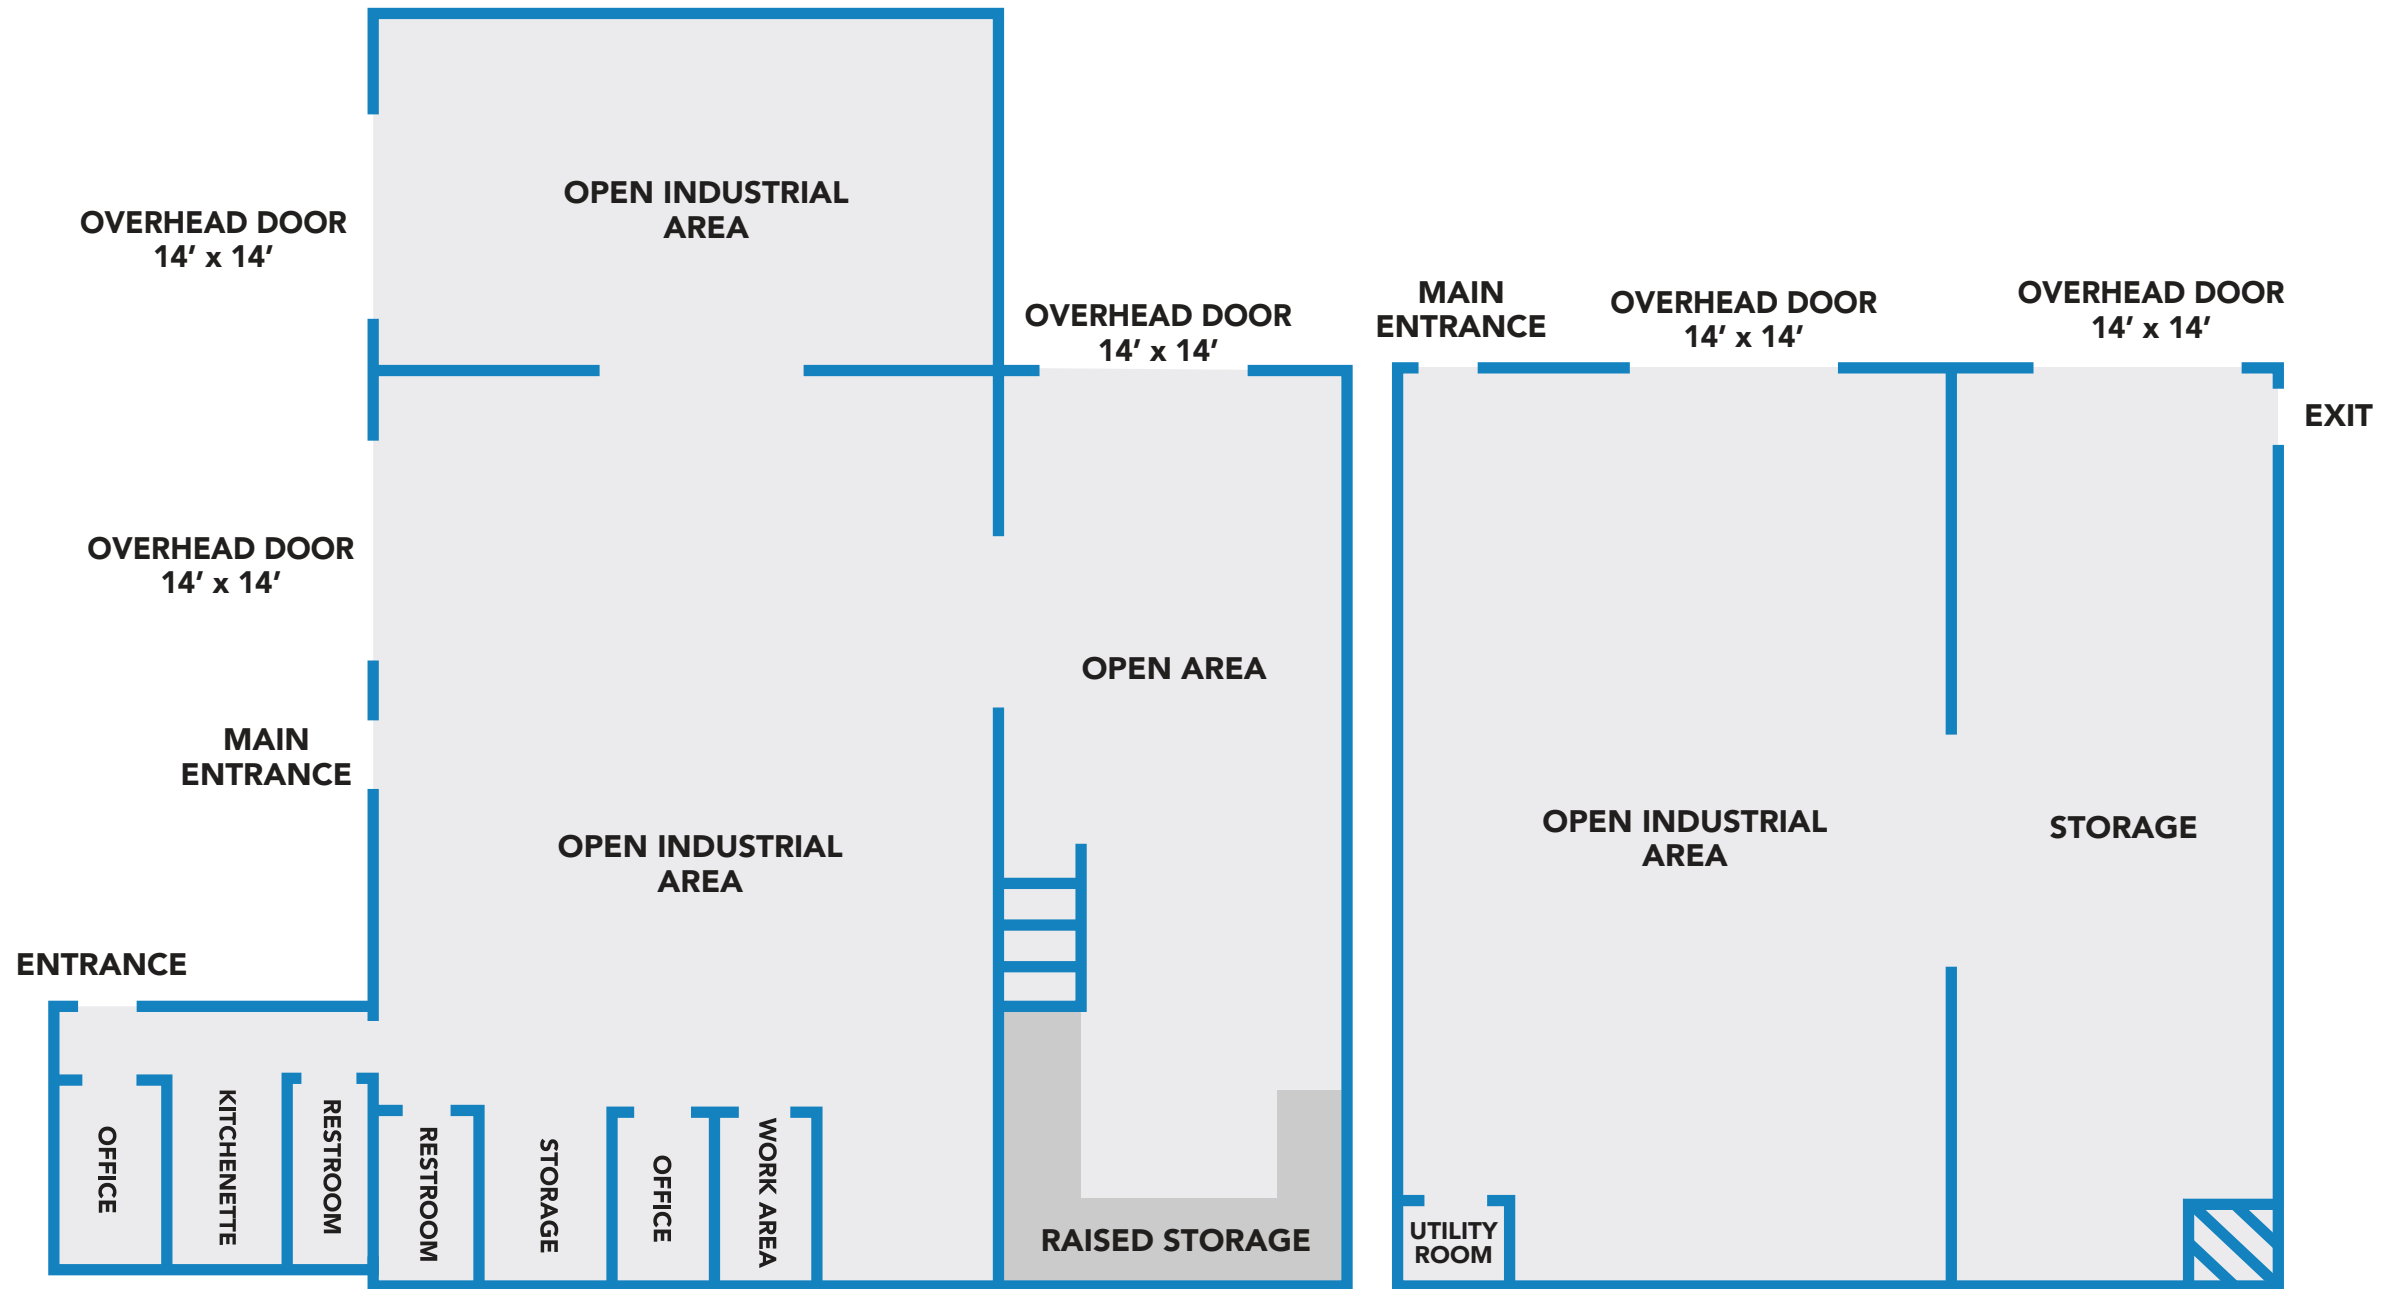 OPEN INDUSTRIAL
AREA
OVERHEAD DOOR
14’ x 14’
OVERHEAD DOOR
14’ x 14’
MAIN
ENTRANCE
OVERHEAD DOOR
14’ x 14’
OVERHEAD DOOR
14’ x 14’
EXIT
OVERHEAD DOOR
14’ x 14’
OPEN AREA
MAIN
ENTRANCE
OPEN INDUSTRIAL
AREA
OPEN INDUSTRIAL
AREA
STORAGE
ENTRANCE
OFFICE
KITCHENETTE
RESTROOM
RESTROOM
STORAGE
OFFICE
WORK AREA
RAISED STORAGE
UTILITY
ROOM